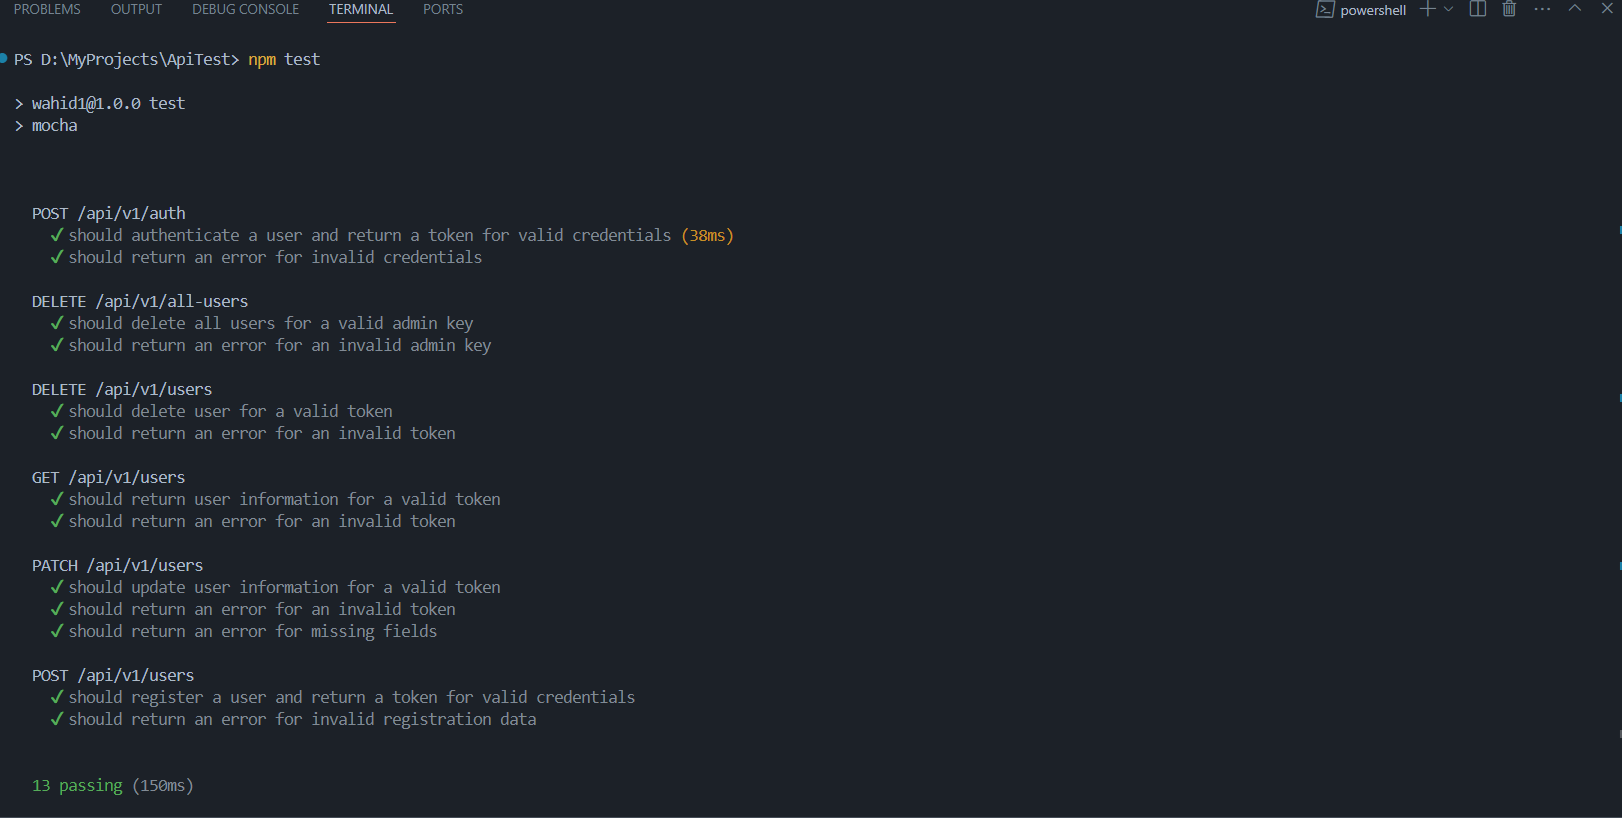 PROBLEMS OUTPUT DEBUG CONSOLE TERMINAL PORTS powershell
PS D:\MyProjects\ApiTest> npm test
> wahid1@1.0.0 test
> mocha
POST /api/v1/auth
✓ should authenticate a user and return a token for valid credentials (38ms)
✓ should return an error for invalid credentials
DELETE /api/v1/all-users
✓ should delete all users for a valid admin key
✓ should return an error for an invalid admin key
DELETE /api/v1/users
✓ should delete user for a valid token
✓ should return an error for an invalid token
GET /api/v1/users
✓ should return user information for a valid token
✓ should return an error for an invalid token
PATCH /api/v1/users
✓ should update user information for a valid token
✓ should return an error for an invalid token
✓ should return an error for missing fields
POST /api/v1/users
✓ should register a user and return a token for valid credentials
✓ should return an error for invalid registration data
13 passing (150ms)